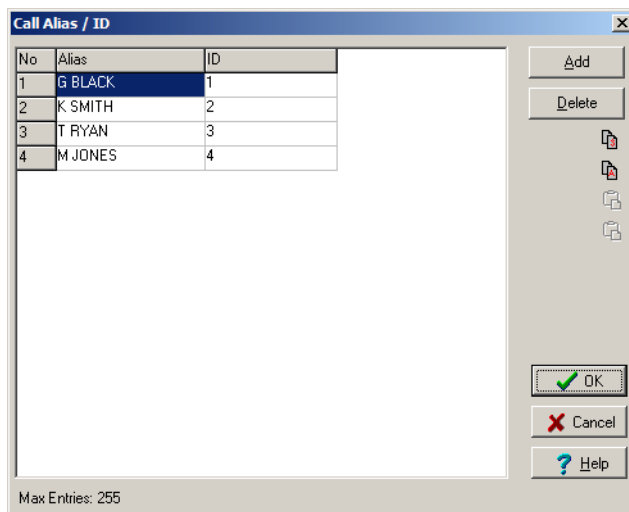 Call Alias / ID
No Alias ID
1 G BLACK 1
2 K SMITH 2
3 T RYAN 3
4 M JONES 4
Add
Delete
OK
Cancel
Help
Max Entries: 255